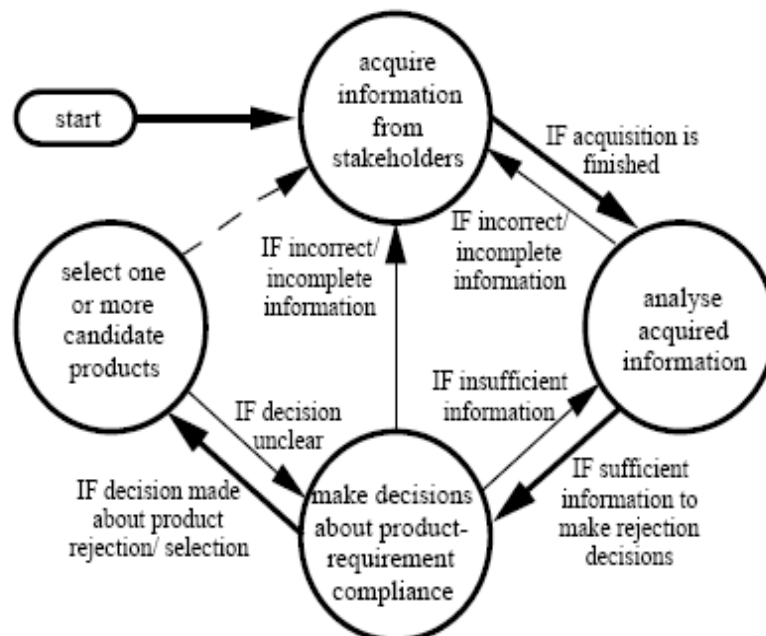 acquire
information
from
stakeholders
start
IF acquisition is
finished
IF incorrect/
incomplete
information
IF incorrect/
incomplete
information
select one
or more
candidate
products
analyse
acquired
information
IF insufficient
information
IF decision
unclear
IF decision made
about product
rejection/ selection
make decisions
about product-
requirement
compliance
IF sufficient
information to
make rejection
decisions